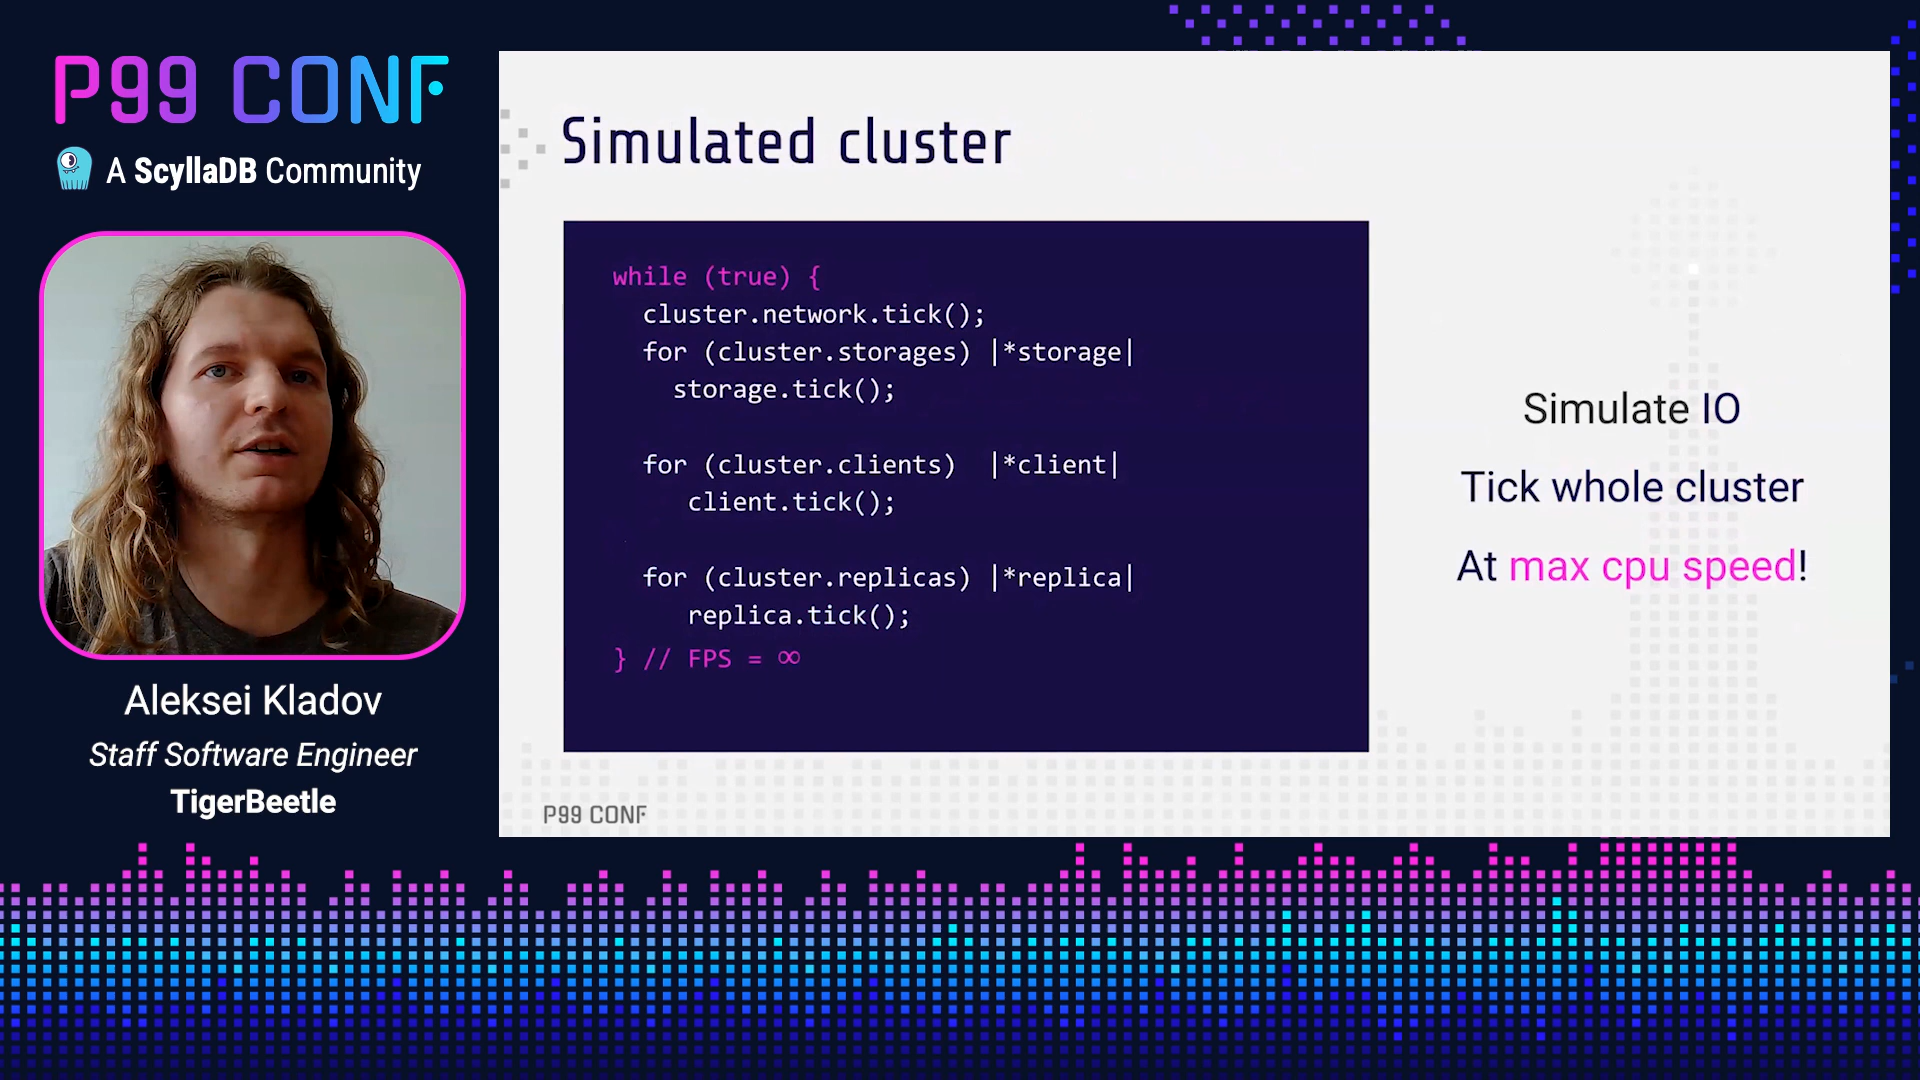 P99 CONF
A ScyllaDB Community
Aleksei Kladov
Staff Software Engineer
TigerBeetle
Simulated cluster
while (true) {
  cluster.network.tick();
  for (cluster.storages) |*storage|
    storage.tick();
  for (cluster.clients)  |*client|
     client.tick();
  for (cluster.replicas) |*replica|
     replica.tick();
} // FPS = ∞
Simulate IO
Tick whole cluster
At max cpu speed!
P99 CONF